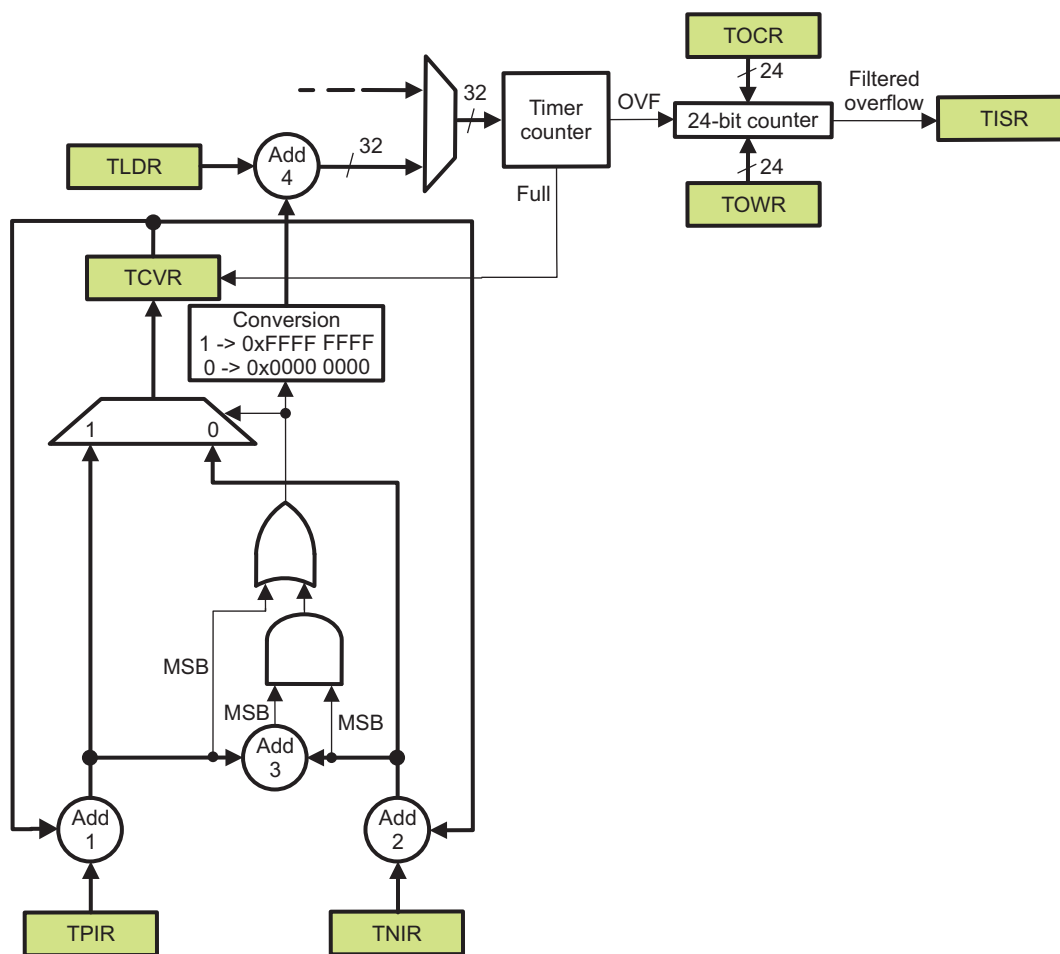 TOCR
24
32
Timer
counter
OVF
24-bit counter
Filtered
overflow
TISR
TLDR
Add
4
32
24
TOWR
Full
TCVR
Conversion
1 -> 0xFFFF FFFF
0 -> 0x0000 0000
1
0
MSB
MSB
MSB
Add
3
Add
1
Add
2
TPIR
TNIR